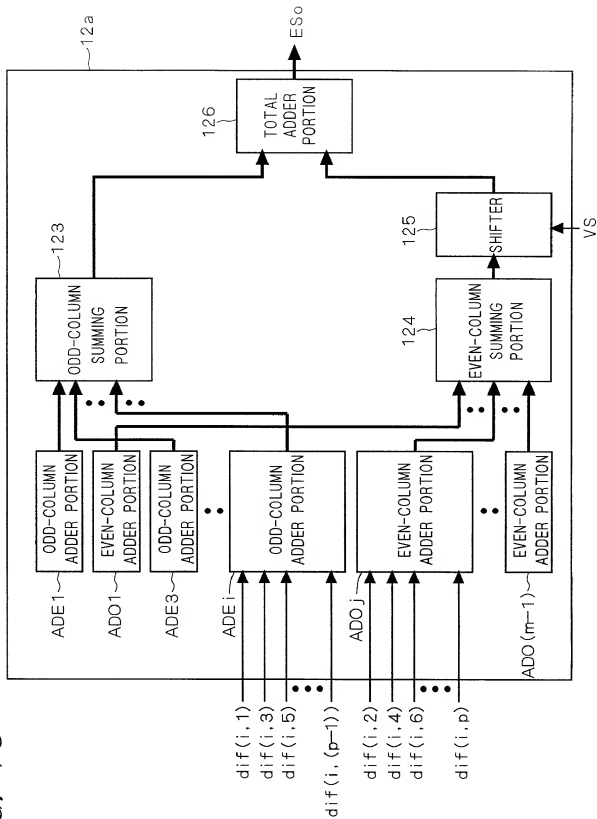 12a
ODD-COLUMN
ADDER PORTION
ADE1
EVEN-COLUMN
ADDER PORTION
ADO1
ODD-COLUMN
ADDER PORTION
ADE3
ODD-COLUMN
ADDER PORTION
ADEi
EVEN-COLUMN
ADDER PORTION
ADOj
EVEN-COLUMN
ADDER PORTION
ADO(m-1)
dif(i,1)
dif(i,3)
dif(i,5)
dif(i,(p-1))
dif(i,2)
dif(i,4)
dif(i,6)
dif(i,p)
123
ODD-COLUMN
SUMMING
PORTION
124
EVEN-COLUMN
SUMMING
PORTION
125
SHIFTER
VS
126
TOTAL
ADDER
PORTION
ESo